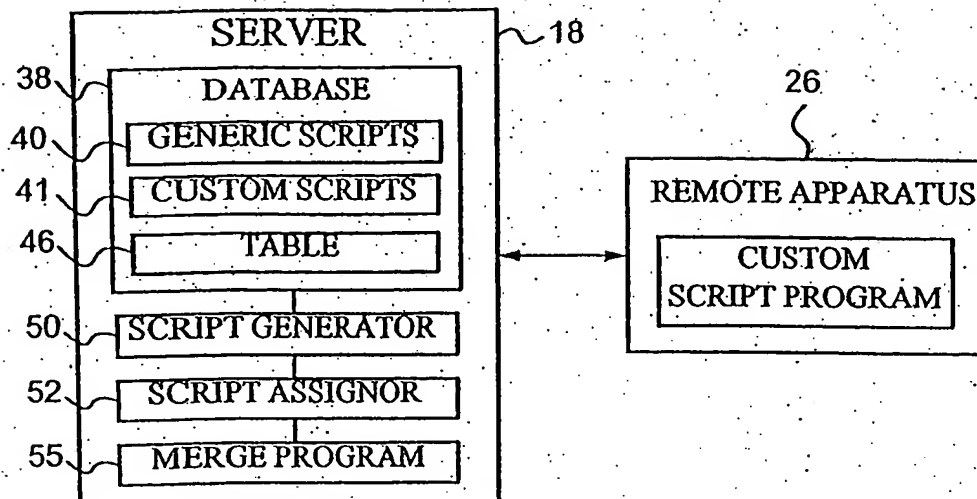 SERVER
18
38
DATABASE
40
GENERIC SCRIPTS
41
CUSTOM SCRIPTS
46
TABLE
50
SCRIPT GENERATOR
52
SCRIPT ASSIGNOR
55
MERGE PROGRAM
26
REMOTE APPARATUS
CUSTOM
SCRIPT PROGRAM